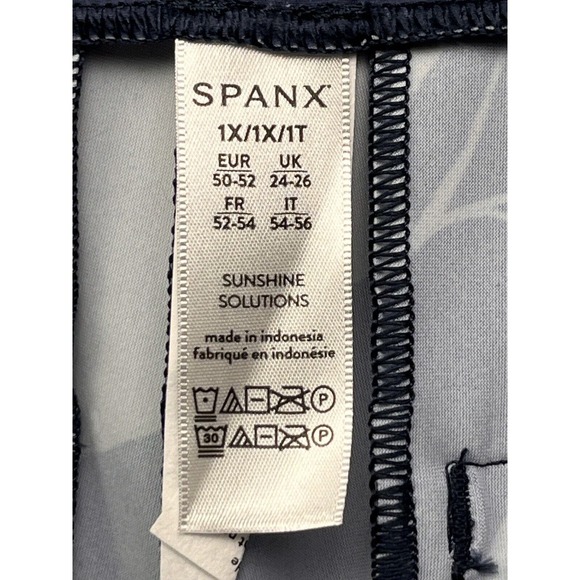 SPANX
1X/1X/1T
EUR UK
50-52 24-26
FR IT
52-54 54-56
SUNSHINE
SOLUTIONS
made in indonesia
fabriqué en indonésie
P
30 P